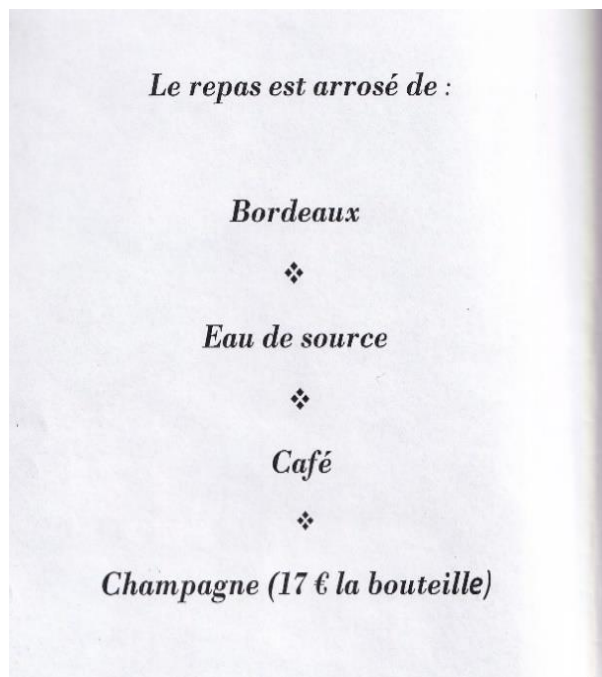 Le repas est arrosé de :
Bordeaux
Eau de source
Café
Champagne (17 € la bouteille)